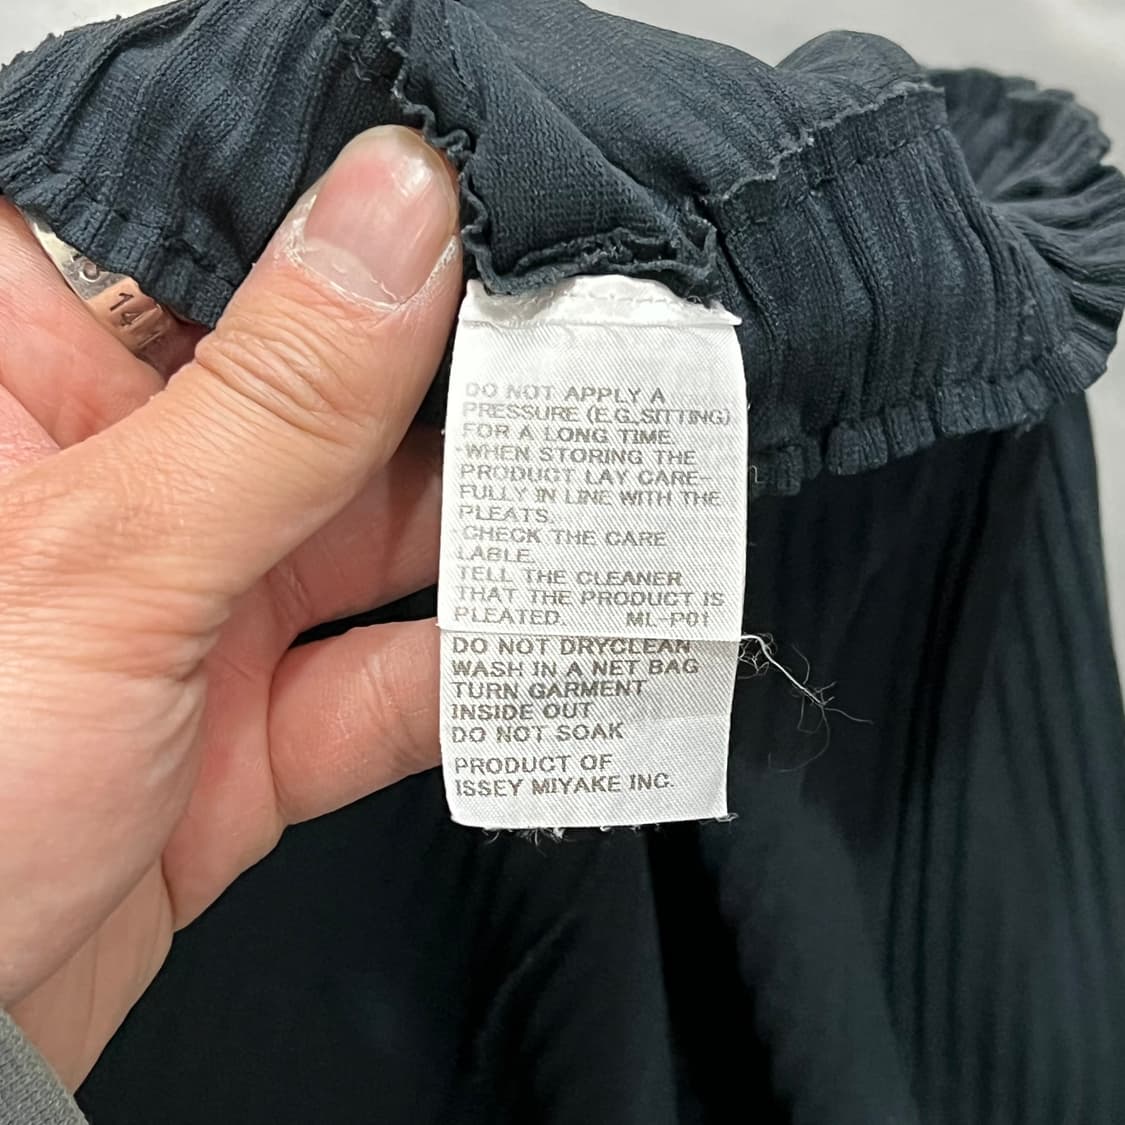 DO NOT APPLY A
PRESSURE (E.G.,SITTING)
FOR A LONG TIME.
·WHEN STORING THE
PRODUCT LAY CARE-
FULLY IN LINE WITH THE
PLEATS.
·CHECK THE CARE
LABLE.
TELL THE CLEANER
THAT THE PRODUCT IS
PLEATED. ML-P01
DO NOT DRYCLEAN
WASH IN A NET BAG
TURN GARMENT
INSIDE OUT
DO NOT SOAK
PRODUCT OF
ISSEY MIYAKE INC.